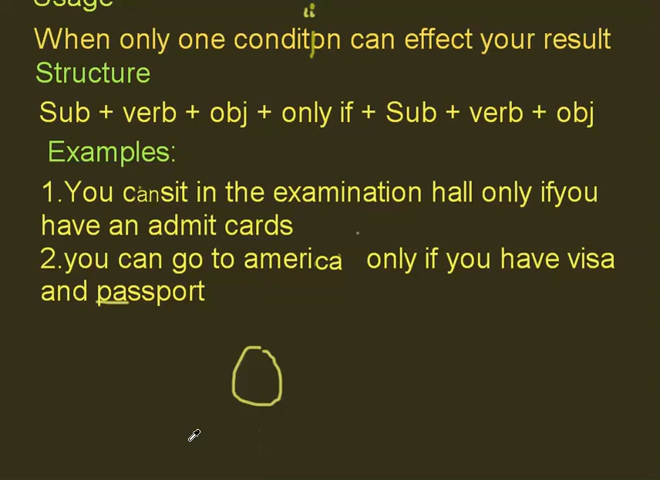 Usage
When only one condition can effect your result
Structure
Sub + verb + obj + only if + Sub + verb + obj
Examples:
1.You cansit in the examination hall only ifyou
have an admit cards
2.you can go to america only if you have visa
and passport